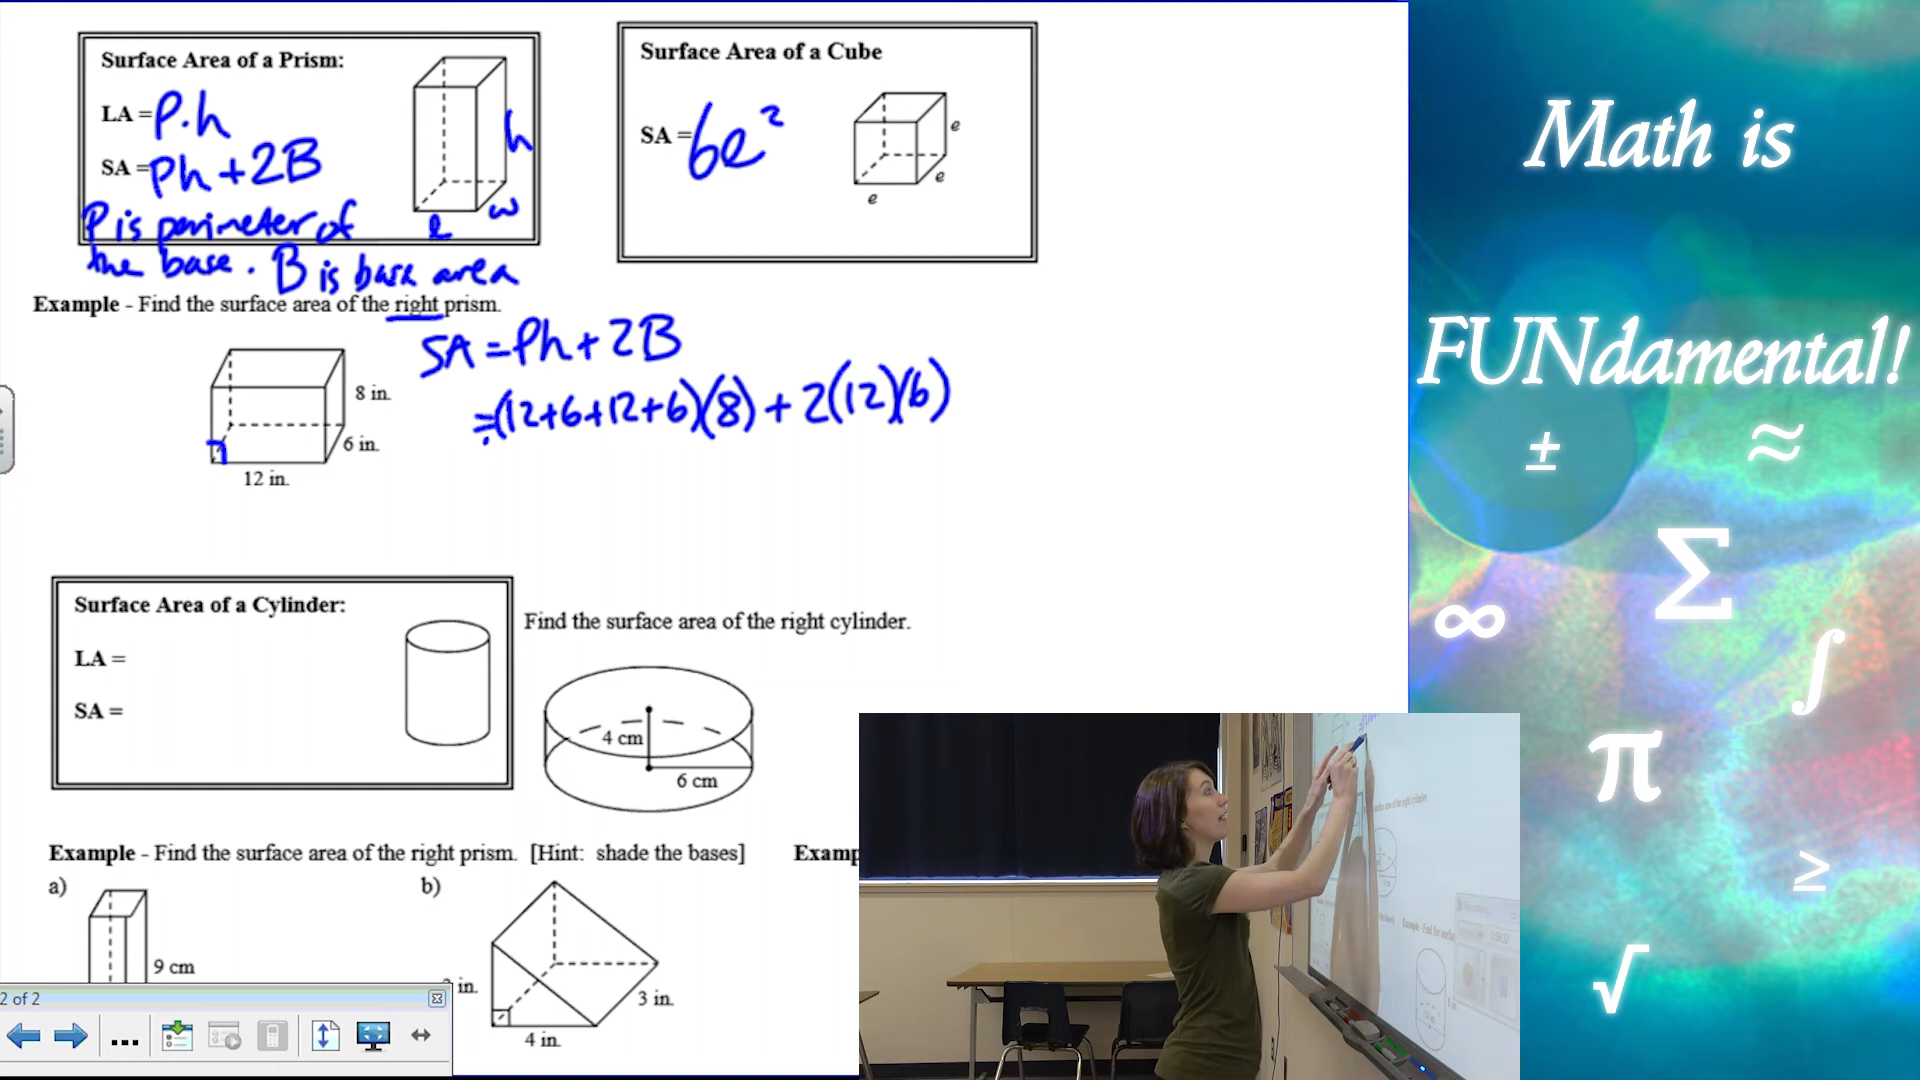 Surface Area of a Prism:
LA = P·h
SA = Ph + 2B
P is perimeter of
the base. B is base area
h
w
l
Surface Area of a Cube
SA = 6e²
e
e
e
Example - Find the surface area of the right prism.
SA = Ph + 2B
= (12+6+12+6)(8) + 2(12)(6)
8 in.
6 in.
12 in.
Surface Area of a Cylinder:
LA =
SA =
Find the surface area of the right cylinder.
4 cm
6 cm
Example - Find the surface area of the right prism. [Hint: shade the bases]
a)
9 cm
b)
in.
3 in.
4 in.
2 of 2
...
Math is
FUNdamental!
± ≈
Σ
∞
∫
π
≥
√